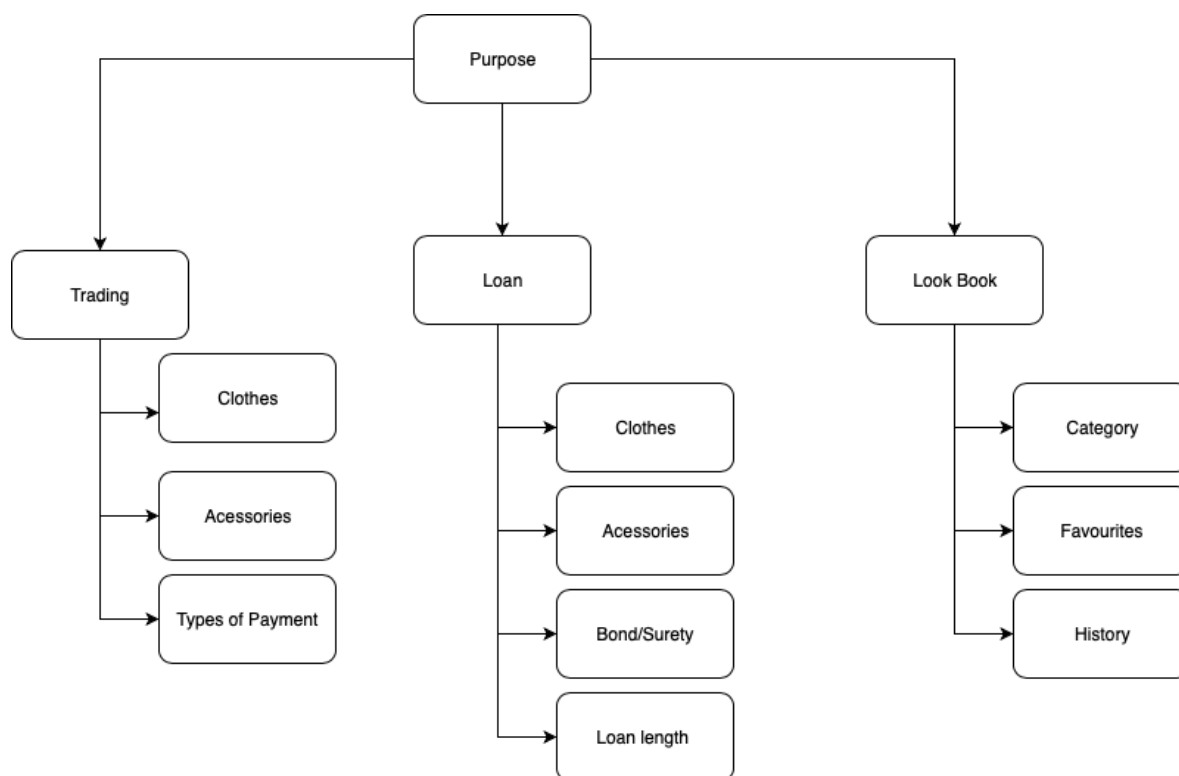 Purpose
Trading
Clothes
Acessories
Types of Payment
Loan
Clothes
Acessories
Bond/Surety
Loan length
Look Book
Category
Favourites
History